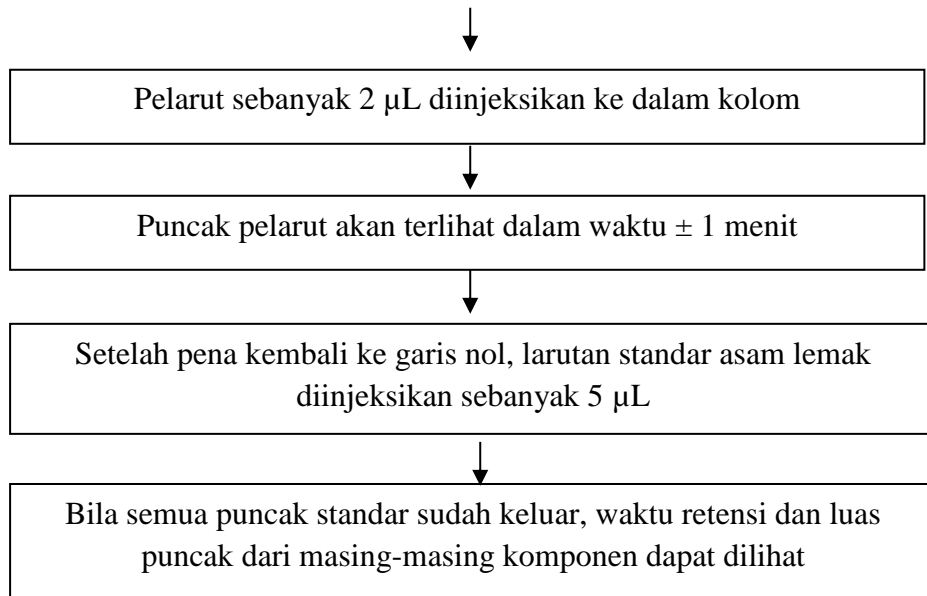 Pelarut sebanyak 2 µL diinjeksikan ke dalam kolom
Puncak pelarut akan terlihat dalam waktu ± 1 menit
Setelah pena kembali ke garis nol, larutan standar asam lemak
diinjeksikan sebanyak 5 µL
Bila semua puncak standar sudah keluar, waktu retensi dan luas
puncak dari masing-masing komponen dapat dilihat